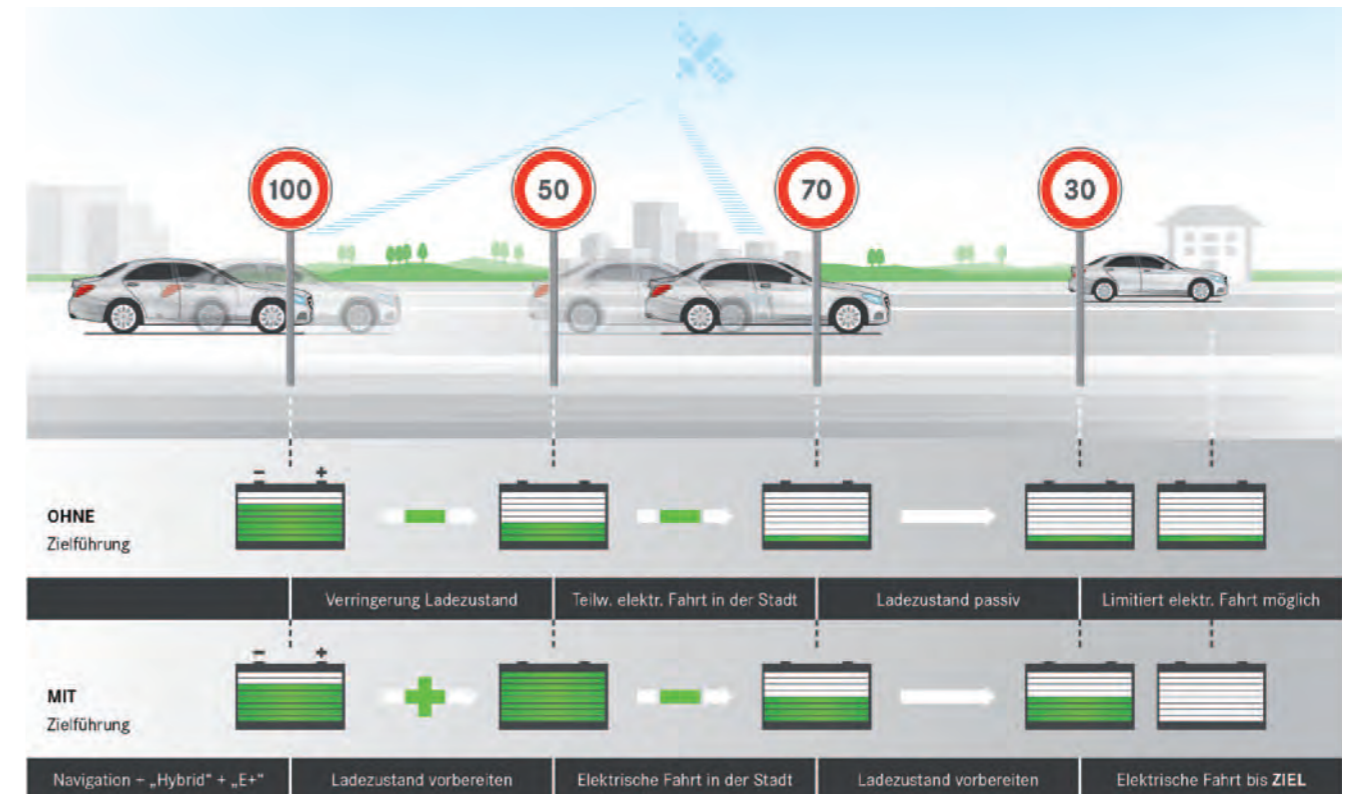 100
50
70
30
- +
OHNE
Zielführung
Verringerung Ladezustand
Teilw. elektr. Fahrt in der Stadt
Ladezustand passiv
Limitiert elektr. Fahrt möglich
- +
MIT
Zielführung
Navigation + „Hybrid“ + „E+“
Ladezustand vorbereiten
Elektrische Fahrt in der Stadt
Ladezustand vorbereiten
Elektrische Fahrt bis ZIEL